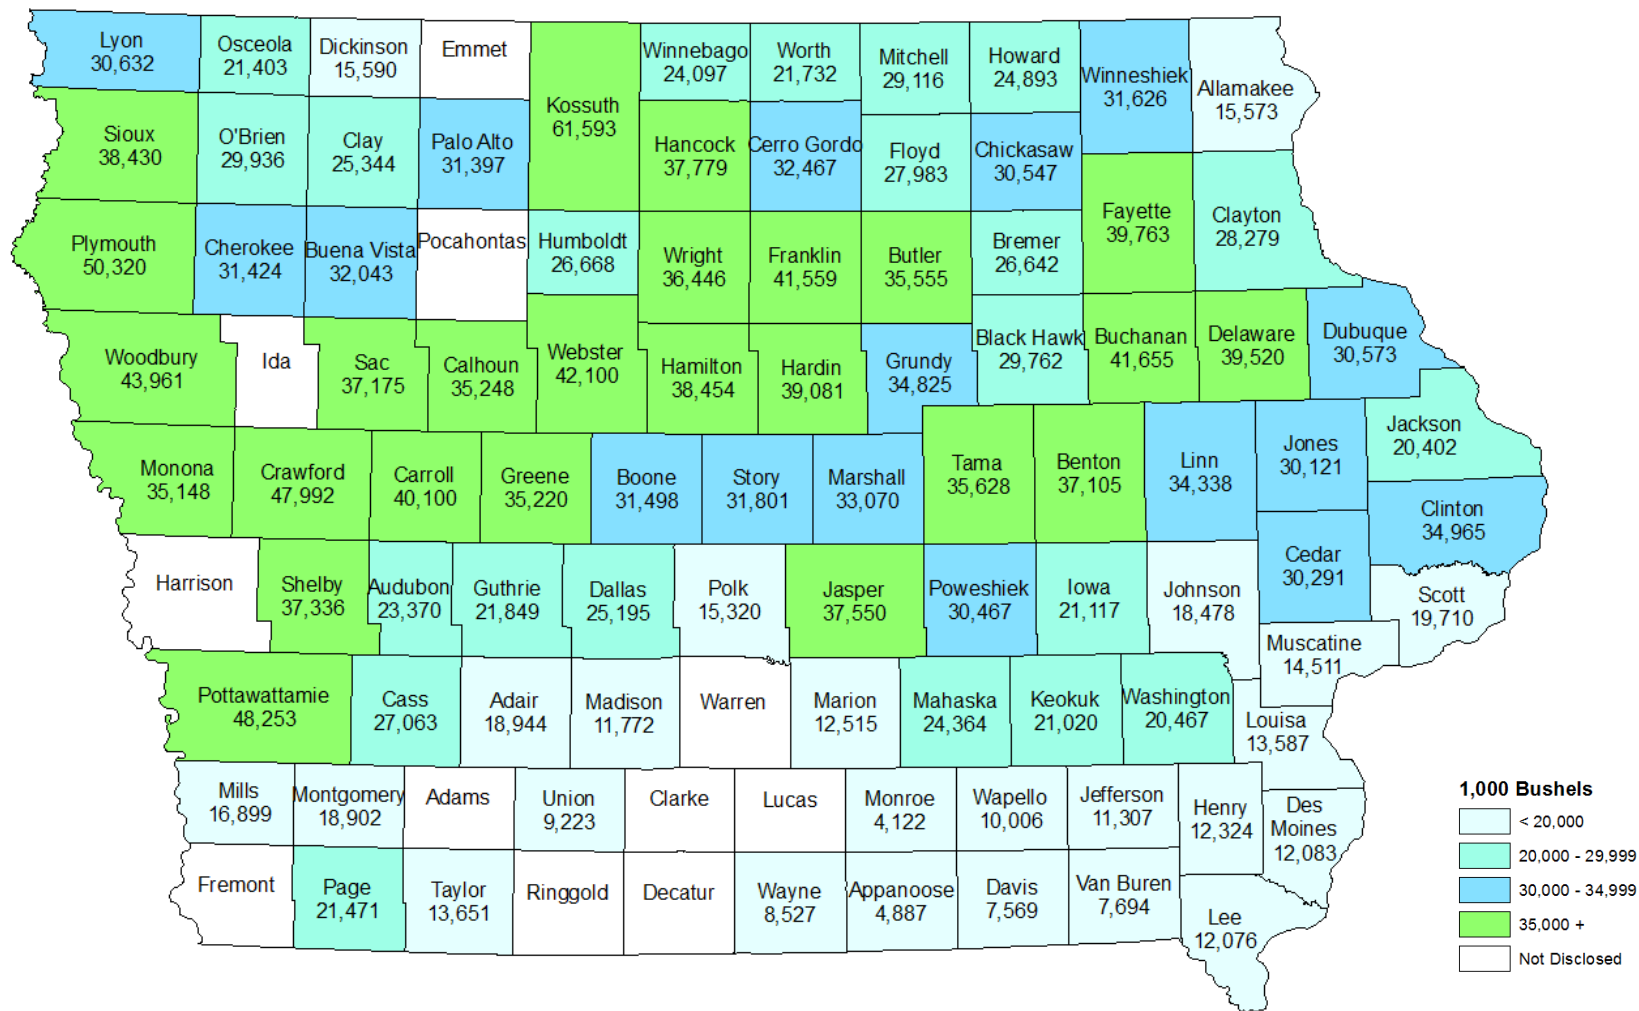 Lyon
30,632
Osceola
21,403
Dickinson
15,590
Emmet
Kossuth
61,593
Winnebago
24,097
Worth
21,732
Mitchell
29,116
Howard
24,893
Winneshiek
31,626
Allamakee
15,573
Sioux
38,430
O'Brien
29,936
Clay
25,344
Palo Alto
31,397
Hancock
37,779
Cerro Gordo
32,467
Floyd
27,983
Chickasaw
30,547
Fayette
39,763
Clayton
28,279
Plymouth
50,320
Cherokee
31,424
Buena Vista
32,043
Pocahontas
Humboldt
26,668
Wright
36,446
Franklin
41,559
Butler
35,555
Bremer
26,642
Woodbury
43,961
Ida
Sac
37,175
Calhoun
35,248
Webster
42,100
Hamilton
38,454
Hardin
39,081
Grundy
34,825
Black Hawk
29,762
Buchanan
41,655
Delaware
39,520
Dubuque
30,573
Monona
35,148
Crawford
47,992
Carroll
40,100
Greene
35,220
Boone
31,498
Story
31,801
Marshall
33,070
Tama
35,628
Benton
37,105
Linn
34,338
Jones
30,121
Jackson
20,402
Clinton
34,965
Harrison
Shelby
37,336
Audubon
23,370
Guthrie
21,849
Dallas
25,195
Polk
15,320
Jasper
37,550
Poweshiek
30,467
Iowa
21,117
Johnson
18,478
Cedar
30,291
Scott
19,710
Muscatine
14,511
Pottawattamie
48,253
Cass
27,063
Adair
18,944
Madison
11,772
Warren
Marion
12,515
Mahaska
24,364
Keokuk
21,020
Washington
20,467
Louisa
13,587
Mills
16,899
Montgomery
18,902
Adams
Union
9,223
Clarke
Lucas
Monroe
4,122
Wapello
10,006
Jefferson
11,307
Henry
12,324
Des
Moines
12,083
Fremont
Page
21,471
Taylor
13,651
Ringgold
Decatur
Wayne
8,527
Appanoose
4,887
Davis
7,569
Van Buren
7,694
Lee
12,076
1,000 Bushels
< 20,000
20,000 - 29,999
30,000 - 34,999
35,000 +
Not Disclosed